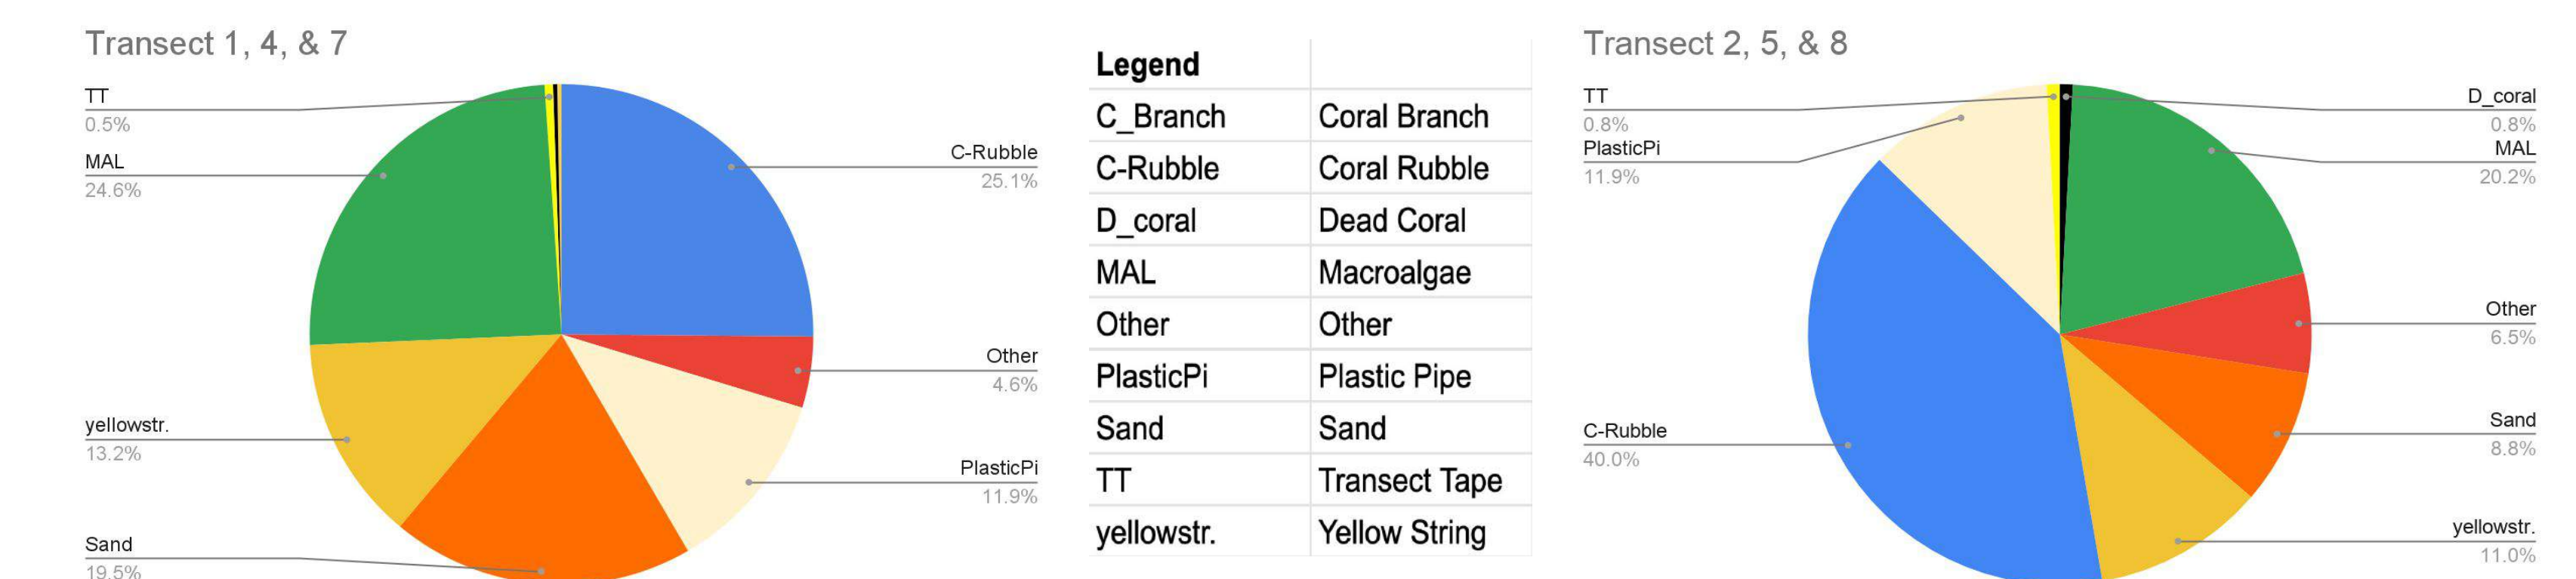 Transect 1, 4, & 7
TT
0.5%
MAL
24.6%
yellowstr.
13.2%
Sand
19.5%
C-Rubble
25.1%
Other
4.6%
PlasticPi
11.9%
Legend
C_Branch Coral Branch
C-Rubble Coral Rubble
D_coral Dead Coral
MAL Macroalgae
Other Other
PlasticPi Plastic Pipe
Sand Sand
TT Transect Tape
yellowstr. Yellow String
Transect 2, 5, & 8
TT
0.8%
PlasticPi
11.9%
C-Rubble
40.0%
D_coral
0.8%
MAL
20.2%
Other
6.5%
Sand
8.8%
yellowstr.
11.0%